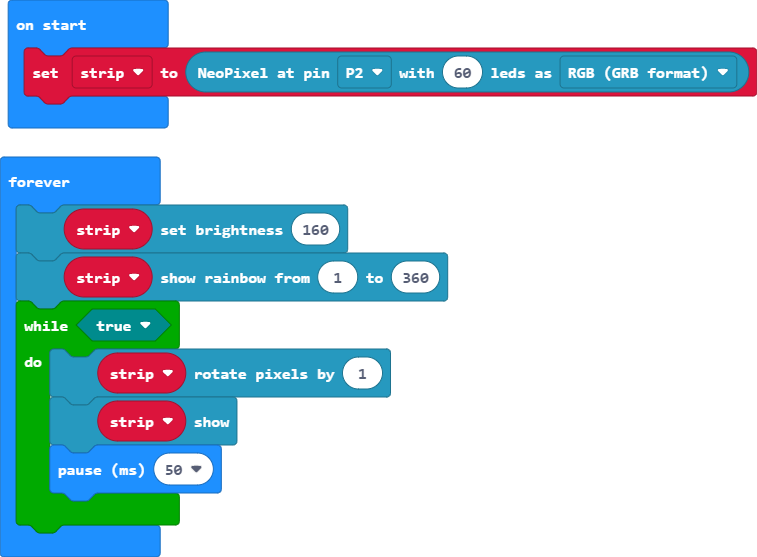 on start
set strip to NeoPixel at pin P2 with 60 leds as RGB (GRB format)
forever
strip set brightness 160
strip show rainbow from 1 to 360
while true
do
strip rotate pixels by 1
strip show
pause (ms) 50